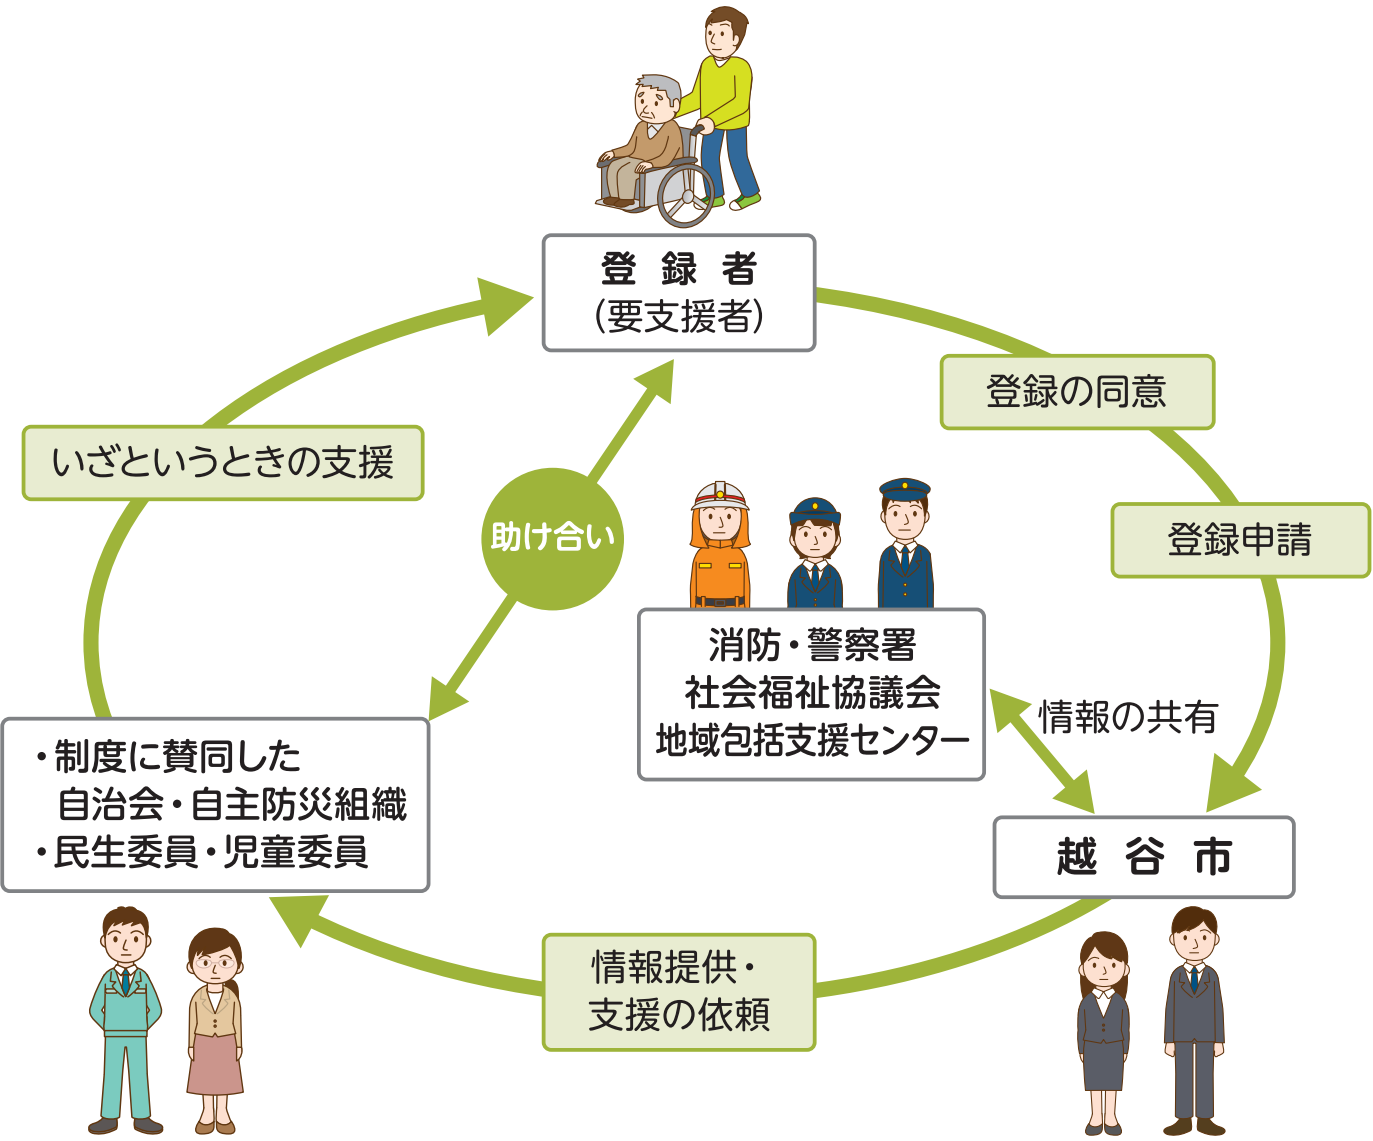 登録者
(要支援者)
登録の同意
いざというときの支援
登録申請
助け合い
消防・警察署
社会福祉協議会
地域包括支援センター
情報の共有
・制度に賛同した
自治会・自主防災組織
・民生委員・児童委員
越谷市
情報提供・
支援の依頼